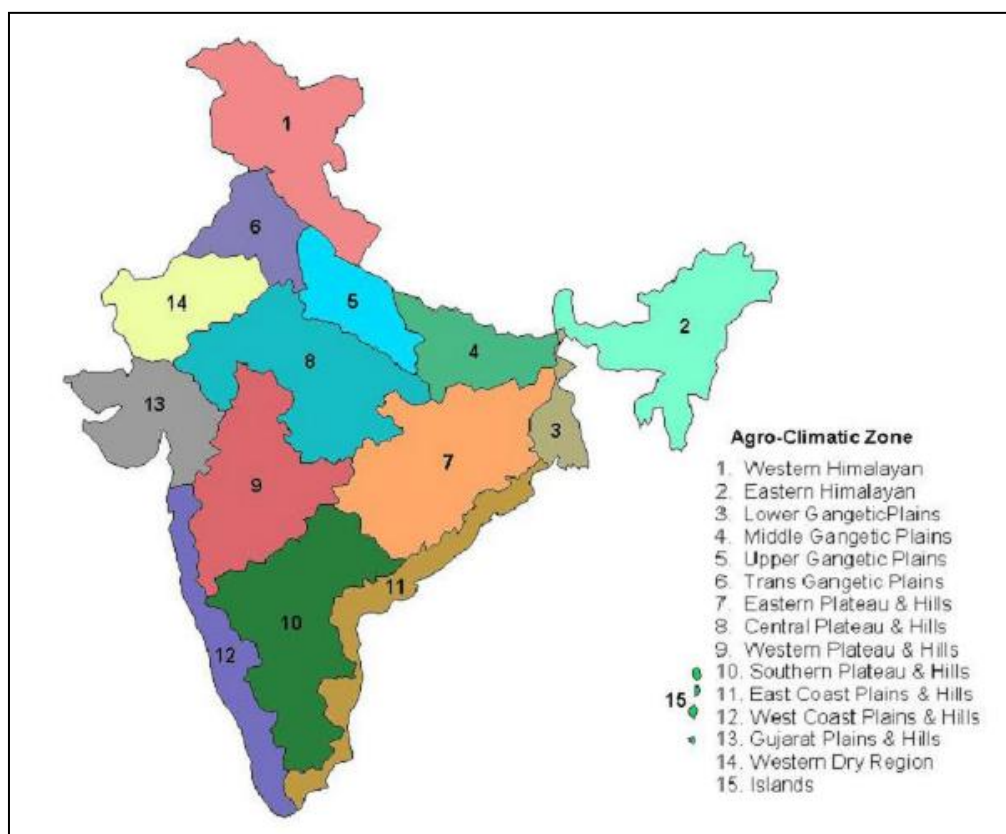 1
6
14
5
2
4
8
13
3
7
9
11
10
12
15
Agro-Climatic Zone
1. Western Himalayan
2. Eastern Himalayan
3. Lower GangeticPlains
4. Middle Gangetic Plains
5. Upper Gangetic Plains
6. Trans Gangetic Plains
7. Eastern Plateau & Hills
8. Central Plateau & Hills
9. Western Plateau & Hills
10. Southern Plateau & Hills
11. East Coast Plains & Hills
12. West Coast Plains & Hills
13. Gujarat Plains & Hills
14. Western Dry Region
15. Islands